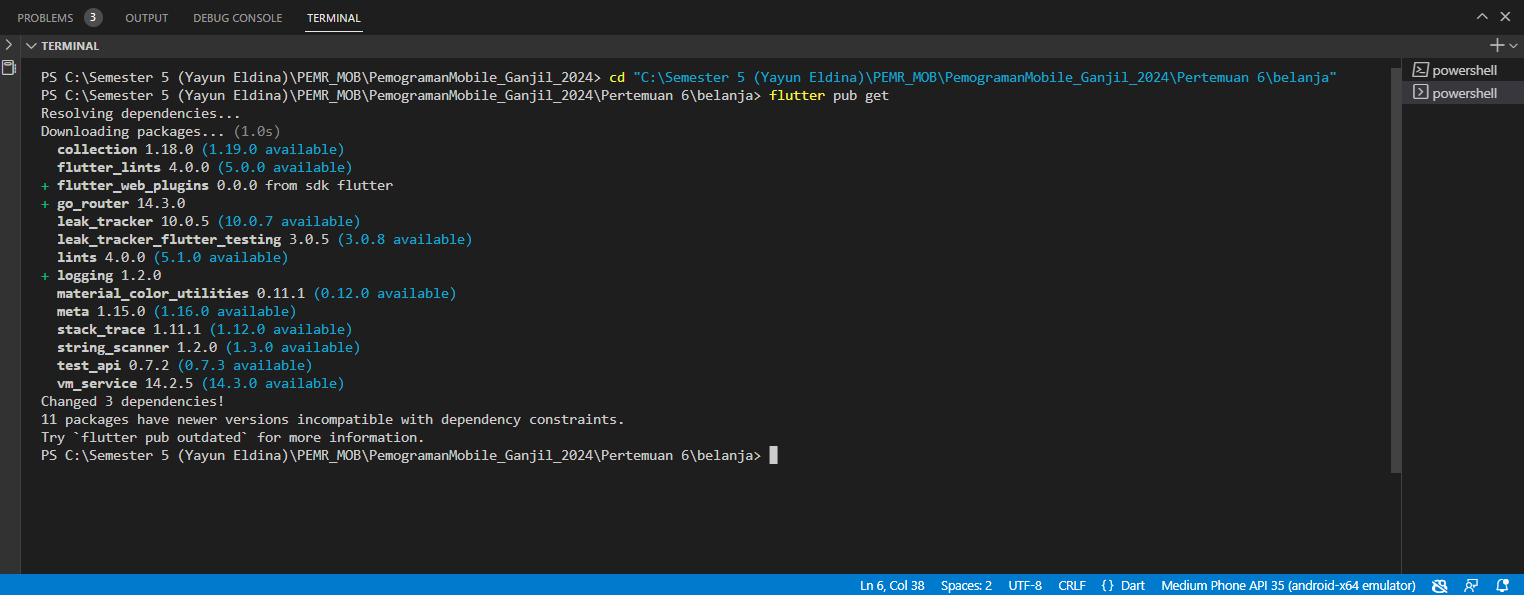 PROBLEMS 3 OUTPUT DEBUG CONSOLE TERMINAL
TERMINAL
PS C:\Semester 5 (Yayun Eldina)\PEMR_MOB\PemogramanMobile_Ganjil_2024> cd "C:\Semester 5 (Yayun Eldina)\PEMR_MOB\PemogramanMobile_Ganjil_2024\Pertemuan 6\belanja"
PS C:\Semester 5 (Yayun Eldina)\PEMR_MOB\PemogramanMobile_Ganjil_2024\Pertemuan 6\belanja> flutter pub get
Resolving dependencies...
Downloading packages... (1.0s)
collection 1.18.0 (1.19.0 available)
flutter_lints 4.0.0 (5.0.0 available)
+ flutter_web_plugins 0.0.0 from sdk flutter
+ go_router 14.3.0
leak_tracker 10.0.5 (10.0.7 available)
leak_tracker_flutter_testing 3.0.5 (3.0.8 available)
lints 4.0.0 (5.1.0 available)
+ logging 1.2.0
material_color_utilities 0.11.1 (0.12.0 available)
meta 1.15.0 (1.16.0 available)
stack_trace 1.11.1 (1.12.0 available)
string_scanner 1.2.0 (1.3.0 available)
test_api 0.7.2 (0.7.3 available)
vm_service 14.2.5 (14.3.0 available)
Changed 3 dependencies!
11 packages have newer versions incompatible with dependency constraints.
Try `flutter pub outdated` for more information.
PS C:\Semester 5 (Yayun Eldina)\PEMR_MOB\PemogramanMobile_Ganjil_2024\Pertemuan 6\belanja>
powershell
powershell
Ln 6, Col 38 Spaces: 2 UTF-8 CRLF {} Dart Medium Phone API 35 (android-x64 emulator)